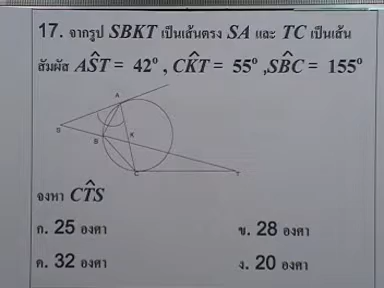 17. จากรูป SBKT เป็นเส้นตรง SA และ TC เป็นเส้น
สัมผัส AŜT = 42°, CK̂T = 55°, SB̂C = 155°
A
S
B
K
C
T
จงหา CT̂S
ก. 25 องศา ข. 28 องศา
ค. 32 องศา ง. 20 องศา